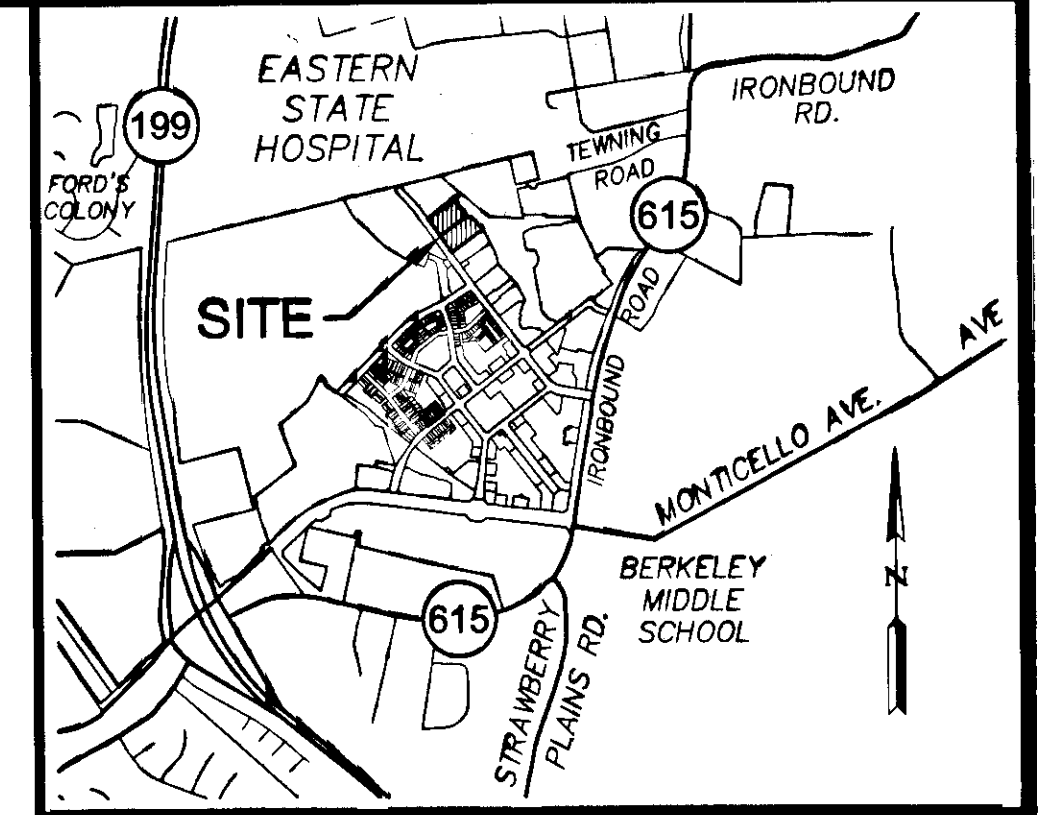 EASTERN
STATE
HOSPITAL
IRONBOUND
RD.
199
TEWNING
ROAD
FORD'S
COLONY
615
SITE
ROAD
IRONBOUND
AVE
MONTICELLO AVE.
N
BERKELEY
MIDDLE
SCHOOL
615
STRAWBERRY
PLAINS RD.